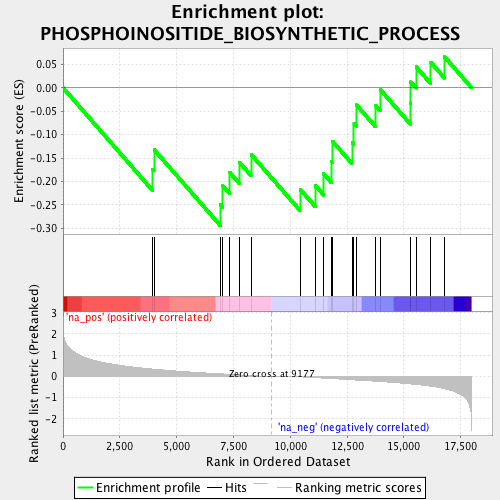 Enrichment plot:
PHOSPHOINOSITIDE_BIOSYNTHETIC_PROCESS
Enrichment score (ES)
0.05
0.00
-0.05
-0.10
-0.15
-0.20
-0.25
-0.30
'na_pos' (positively correlated)
Ranked list metric (PreRanked)
3
2
1
0
-1
-2
Zero cross at 9177
'na_neg' (negatively correlated)
0
2,500
5,000
7,500
10,000
12,500
15,000
17,500
Rank in Ordered Dataset
Enrichment profile
Hits
Ranking metric scores